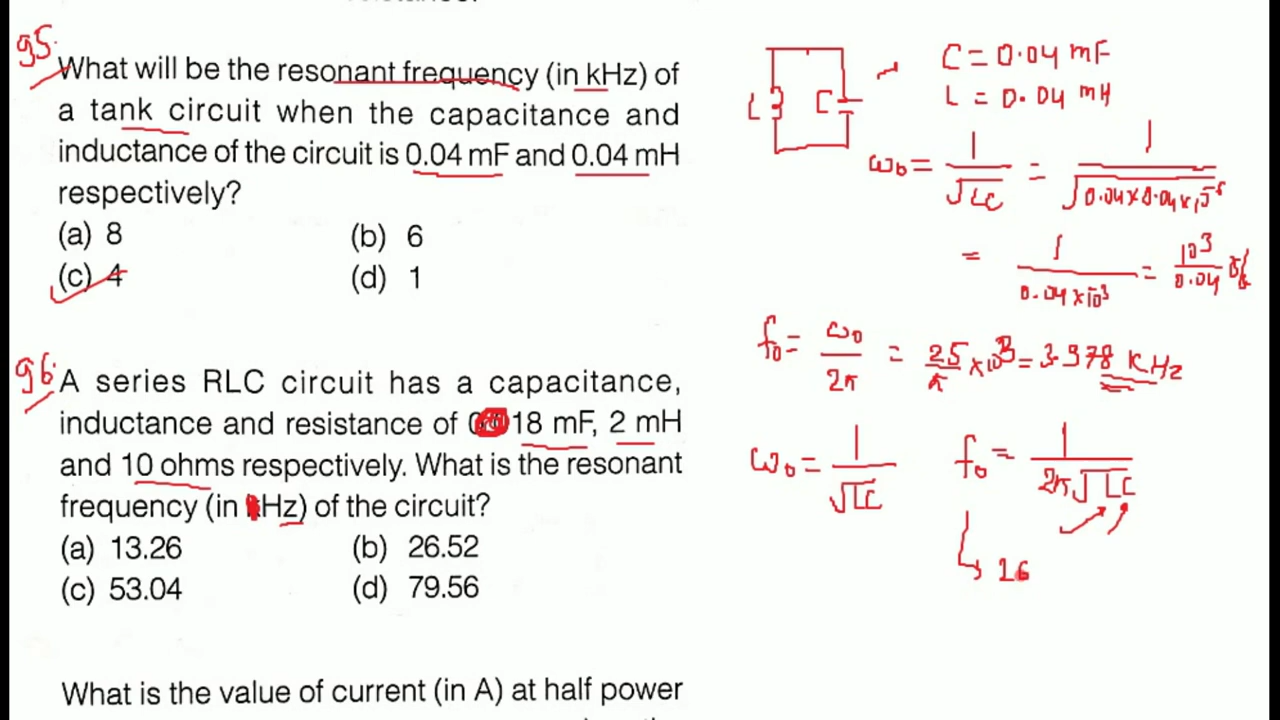 95.
What will be the resonant frequency (in kHz) of
a tank circuit when the capacitance and
inductance of the circuit is 0.04 mF and 0.04 mH
respectively?
(a) 8 (b) 6
(c) 4 (d) 1
96.
A series RLC circuit has a capacitance,
inductance and resistance of 18 mF, 2 mH
and 10 ohms respectively. What is the resonant
frequency (in Hz) of the circuit?
(a) 13.26 (b) 26.52
(c) 53.04 (d) 79.56
What is the value of current (in A) at half power
L C
C = 0.04 mF
L = 0.04 mH
ω₀ = 1/√LC = 1/√0.04×0.04×10⁻⁶
= 1/0.04×10⁻³ = 10³/0.04
f₀ = ω₀/2π = 25/π ×10³ = 3.978 KHz
ω₀ = 1/√LC f₀ = 1/2π√LC
26